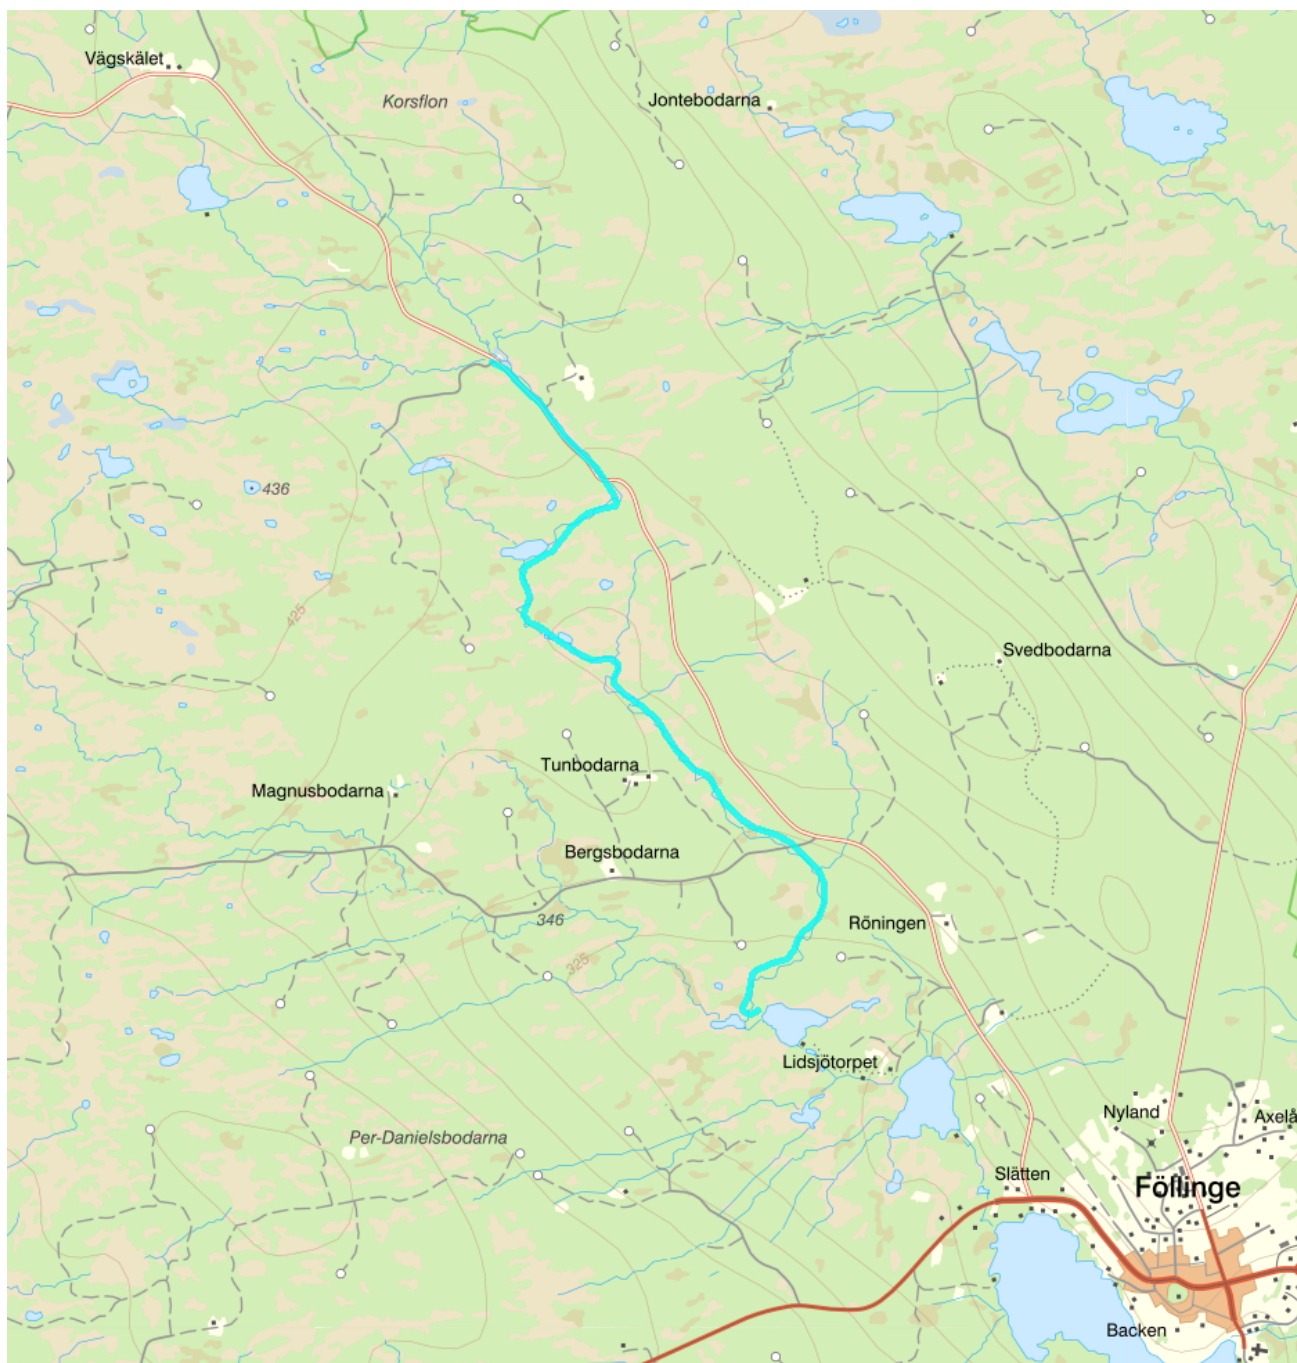 Vägskälet
Korsflon
Jontebodarna
436
425
Svedbodarna
Tunbodarna
Magnusbodarna
Bergsbodarna
346
Röningen
325
Lidsjötorpet
Nyland
Axelå
Per-Danielsbodarna
Slätten
Föllinge
Backen